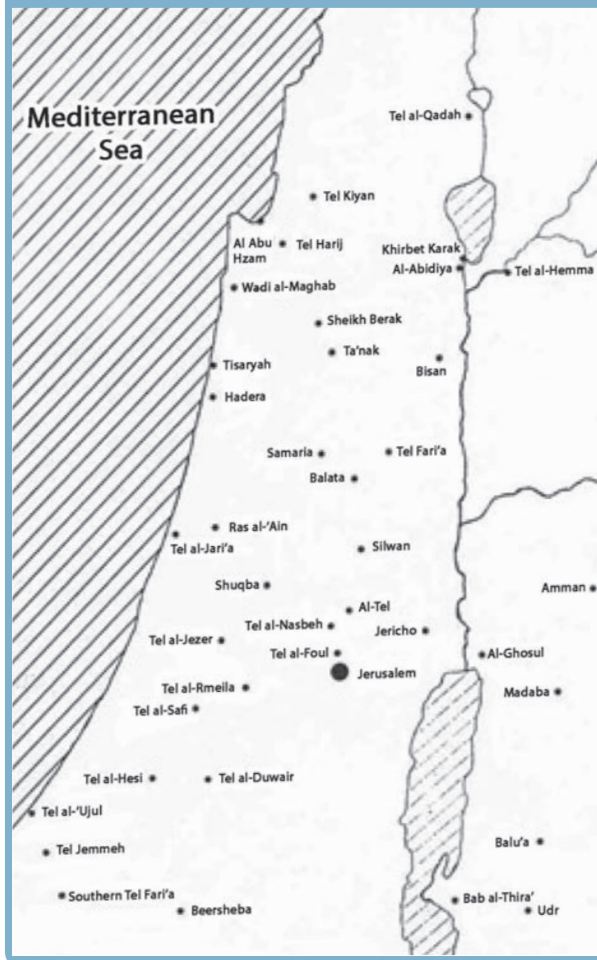 Mediterranean
Sea
Tel al-Qadah
Tel Kiyan
Al Abu
Hzam
Tel Harij
Khirbet Karak
Al-Abidiya
Tel al-Hemma
Wadi al-Maghab
Sheikh Berak
Ta'nak
Bisan
Tisaryah
Hadera
Samaria
Tel Fari'a
Balata
Ras al-'Ain
Tel al-Jari'a
Silwan
Shuqba
Amman
Al-Tel
Tel al-Nasbeh
Jericho
Tel al-Jezer
Tel al-Foul
Al-Ghosul
Jerusalem
Tel al-Rmeila
Madaba
Tel al-Safi
Tel al-Hesi
Tel al-Duwair
Tel al-'Ujul
Balu'a
Tel Jemmeh
Southern Tel Fari'a
Bab al-Thira'
Beersheba
Udr